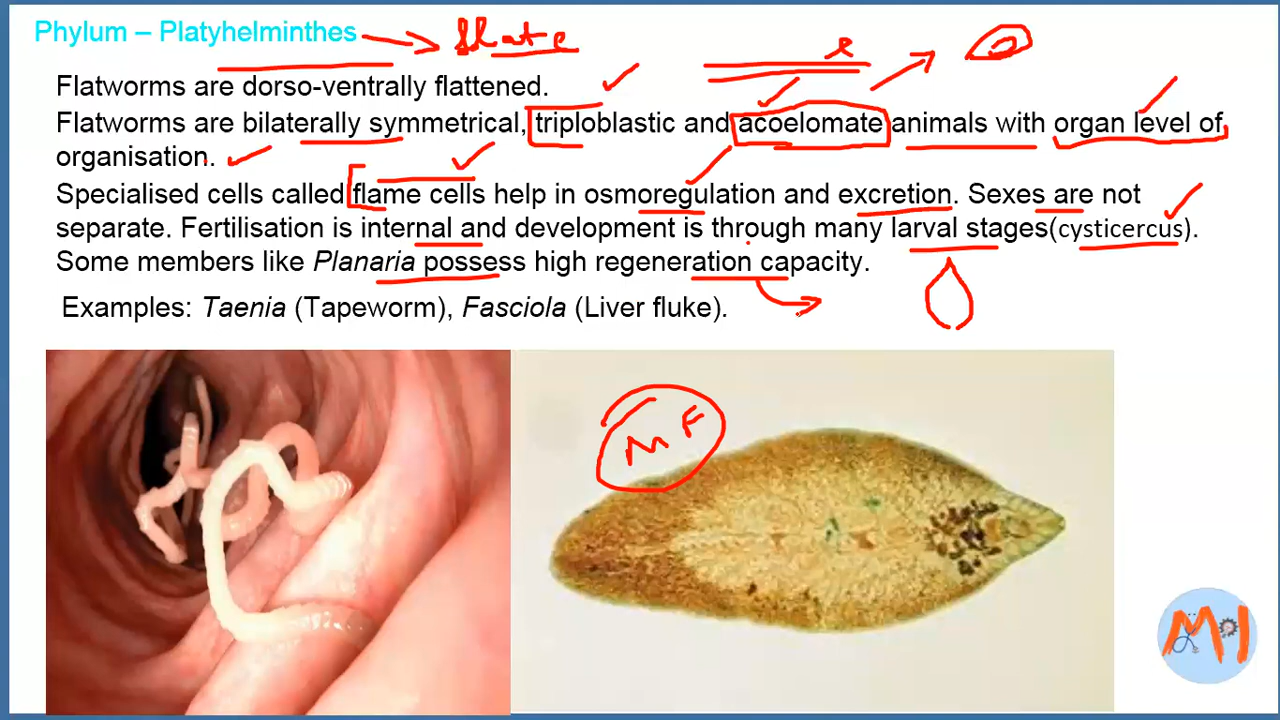 Phylum – Platyhelminthes
flate
Flatworms are dorso-ventrally flattened.
Flatworms are bilaterally symmetrical, triploblastic and acoelomate animals with organ level of
organisation.
Specialised cells called flame cells help in osmoregulation and excretion. Sexes are not
separate. Fertilisation is internal and development is through many larval stages(cysticercus).
Some members like Planaria possess high regeneration capacity.
Examples: Taenia (Tapeworm), Fasciola (Liver fluke).
M F
MI